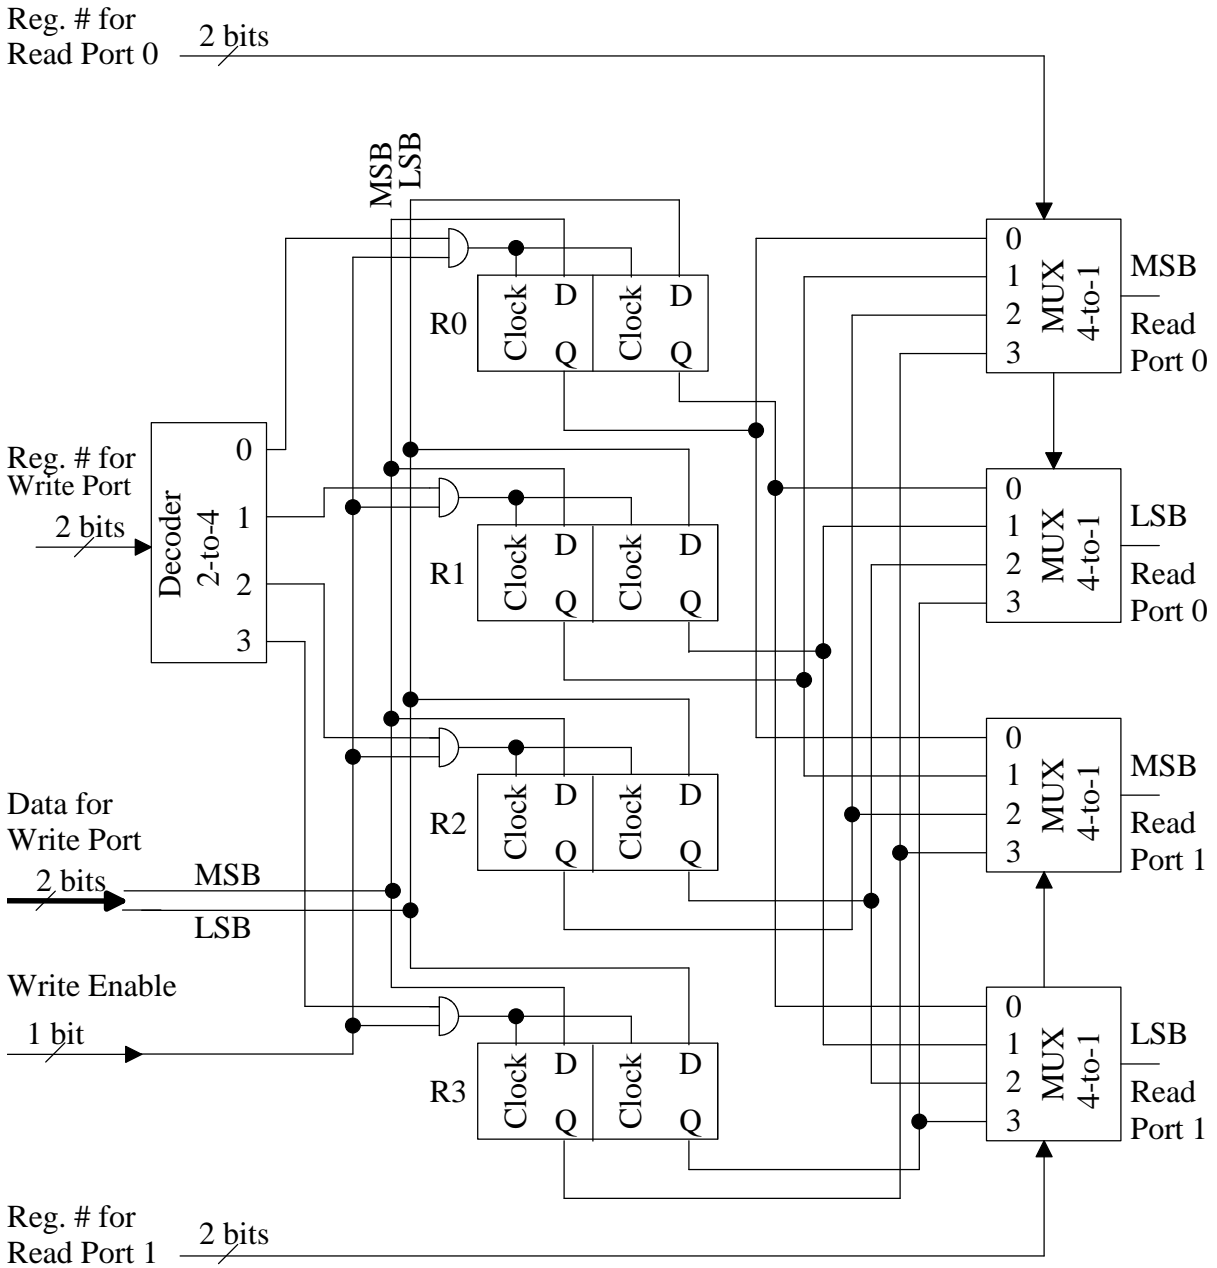 Reg. # for
Read Port 0
2 bits
MSB
LSB
0
1
2
3
MUX
4-to-1
MSB
Read
Port 0
R0
Clock
D
Q
Clock
D
Q
Reg. # for
Write Port
2 bits
Decoder
2-to-4
0
1
2
3
0
1
2
3
MUX
4-to-1
LSB
Read
Port 0
R1
Clock
D
Q
Clock
D
Q
0
1
2
3
MUX
4-to-1
MSB
Read
Port 1
R2
Clock
D
Q
Clock
D
Q
Data for
Write Port
2 bits
MSB
LSB
Write Enable
1 bit
0
1
2
3
MUX
4-to-1
LSB
Read
Port 1
R3
Clock
D
Q
Clock
D
Q
Reg. # for
Read Port 1
2 bits